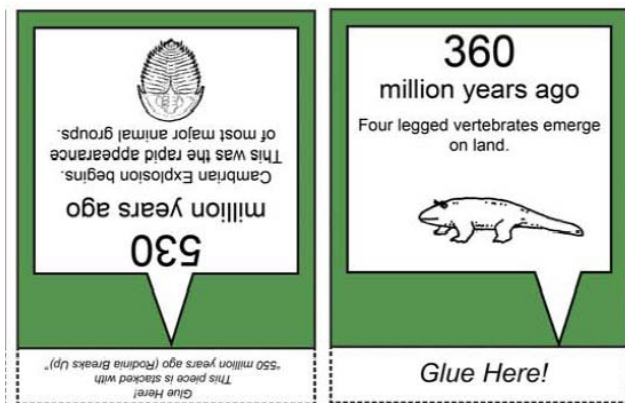 530
million years ago
Cambrian Explosion begins.
This was the rapid appearance
of most major animal groups.
Glue Here!
This piece is stacked with
"550 million years ago (Rodinia Breaks Up)"
360
million years ago
Four legged vertebrates emerge
on land.
Glue Here!